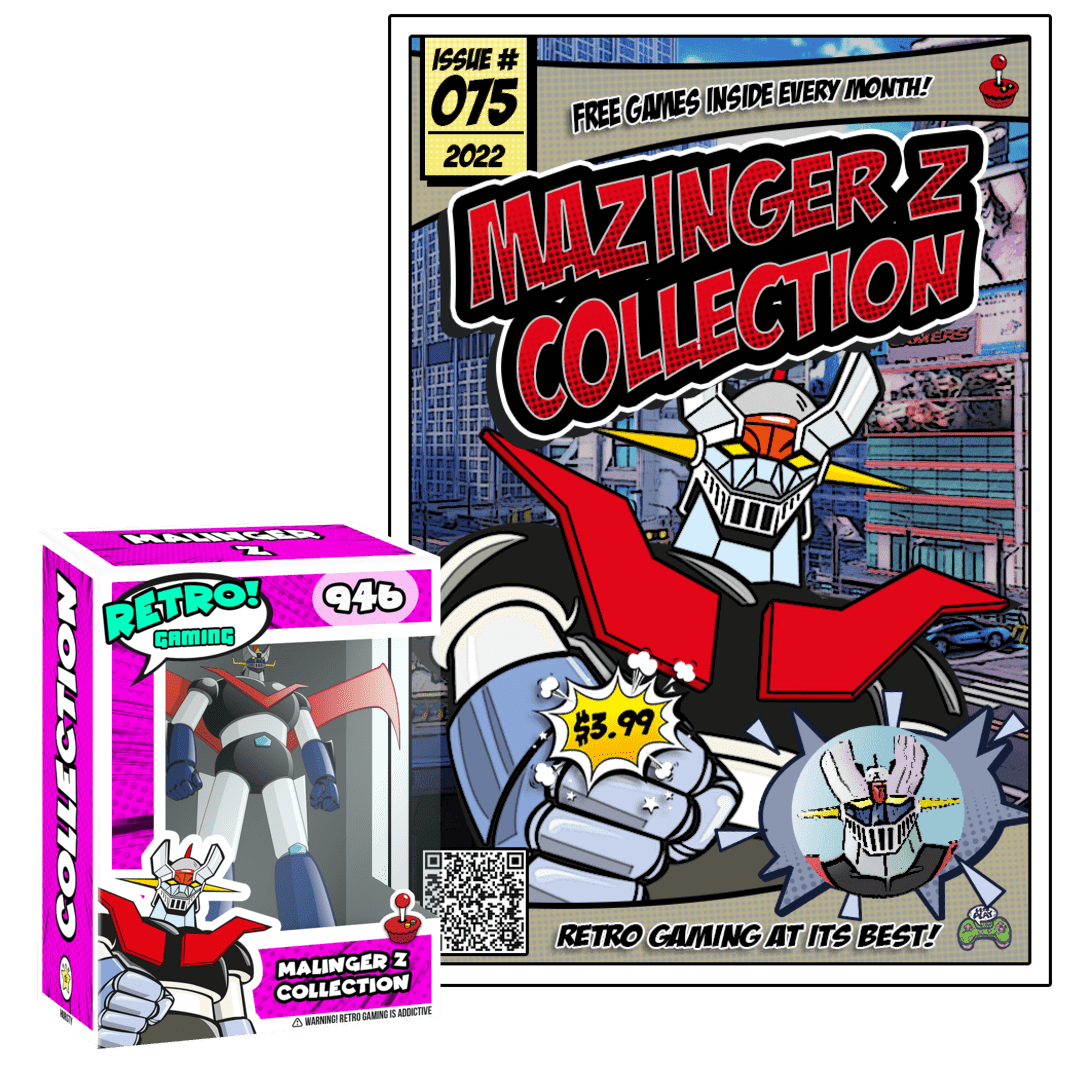 ISSUE #
075
2022
FREE GAMES INSIDE EVERY MONTH!
MAZINGER Z
COLLECTION
GAMERS
$3.99
RETRO GAMING AT ITS BEST!
MALINGER
Z
COLLECTION
RETRO!
GAMING
946
MALINGER Z
COLLECTION
WARNING! RETRO GAMING IS ADDICTIVE